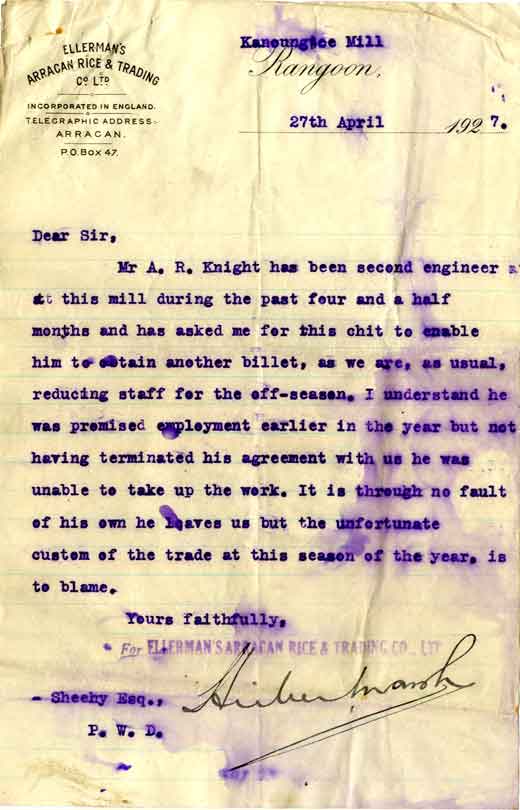 ELLERMAN'S
ARRACAN RICE & TRADING
CO LTD
INCORPORATED IN ENGLAND.
TELEGRAPHIC ADDRESS:
ARRACAN.
P.O. Box 47.
Kanoungtoe Mill
Rangoon,
27th April 1927.
Dear Sir,
Mr A. R. Knight has been second engineer
at this mill during the past four and a half
months and has asked me for this chit to enable
him to obtain another billet, as we are, as usual,
reducing staff for the off-season. I understand he
was promised employment earlier in the year but not
having terminated his agreement with us he was
unable to take up the work. It is through no fault
of his own he leaves us but the unfortunate
custom of the trade at this season of the year, is
to blame.
Yours faithfully,
For ELLERMAN'S ARRACAN RICE & TRADING CO., LTD
- Sheehy Esq.,
P. W. D.